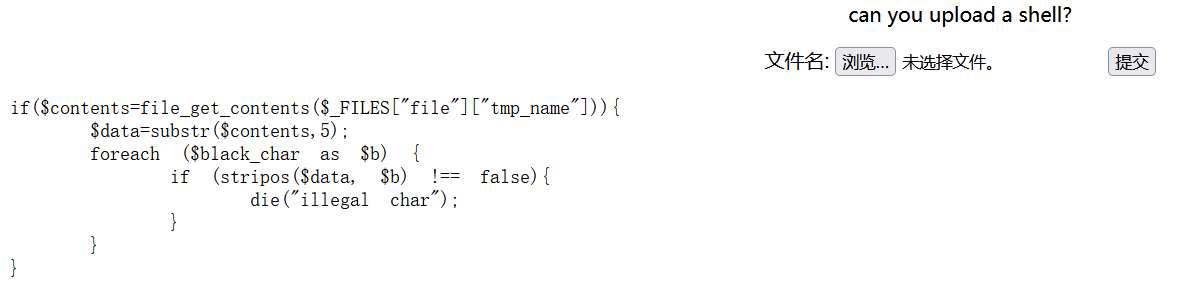 can you upload a shell?
文件名: 浏览... 未选择文件。 提交
if($contents=file_get_contents($_FILES["file"]["tmp_name"])){
$data=substr($contents,5);
foreach ($black_char as $b) {
if (stripos($data, $b) !== false){
die("illegal char");
}
}
}